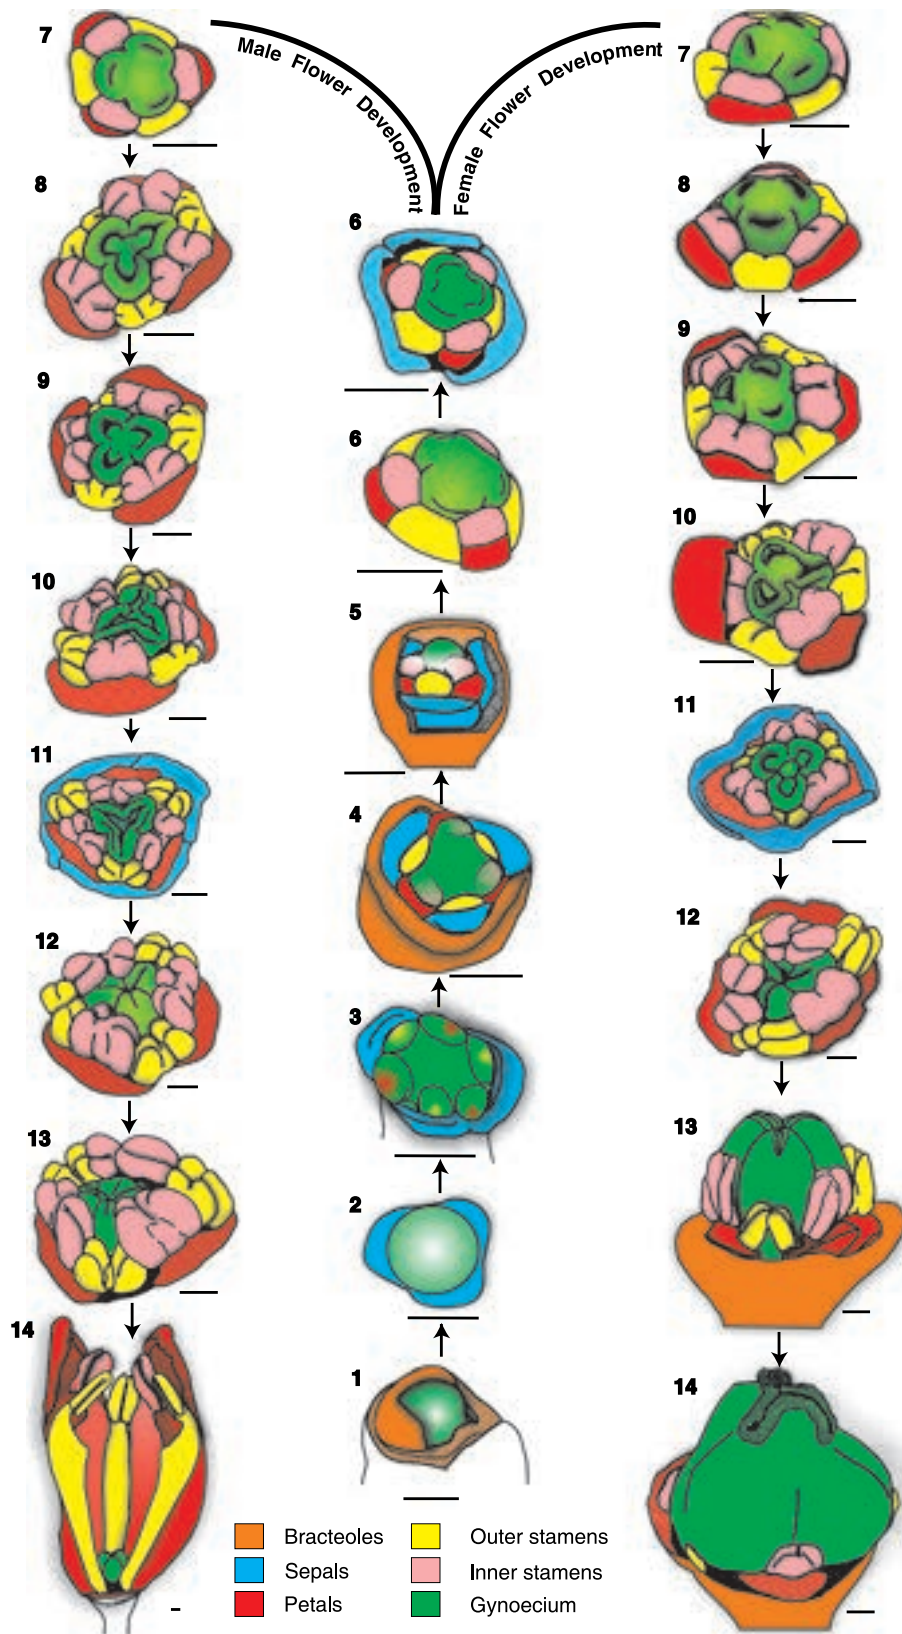 Male Flower Development
Female Flower Development
7
8
9
10
11
12
13
14
6
6
5
4
3
2
1
7
8
9
10
11
12
13
14
Bracteoles
Sepals
Petals
Outer stamens
Inner stamens
Gynoecium